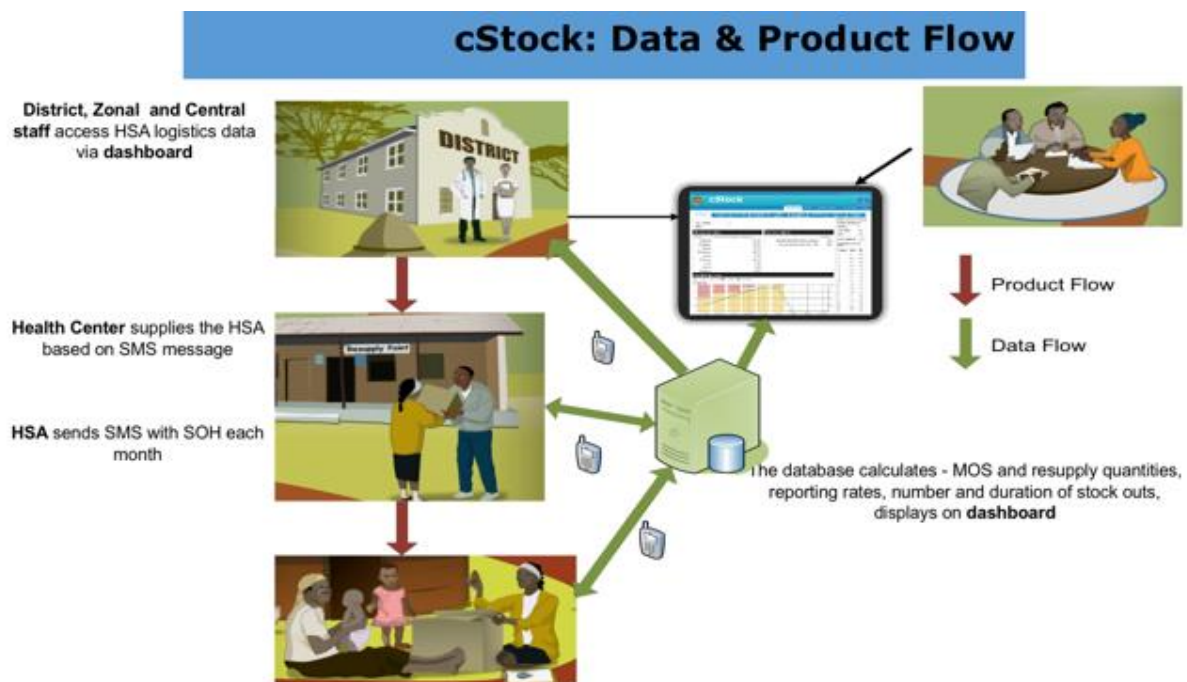 cStock: Data & Product Flow
District, Zonal and Central
staff access HSA logistics data
via dashboard
DISTRICT
cStock
Product Flow
Data Flow
Health Center supplies the HSA
based on SMS message
Resupply Point
HSA sends SMS with SOH each
month
The database calculates - MOS and resupply quantities,
reporting rates, number and duration of stock outs,
displays on dashboard